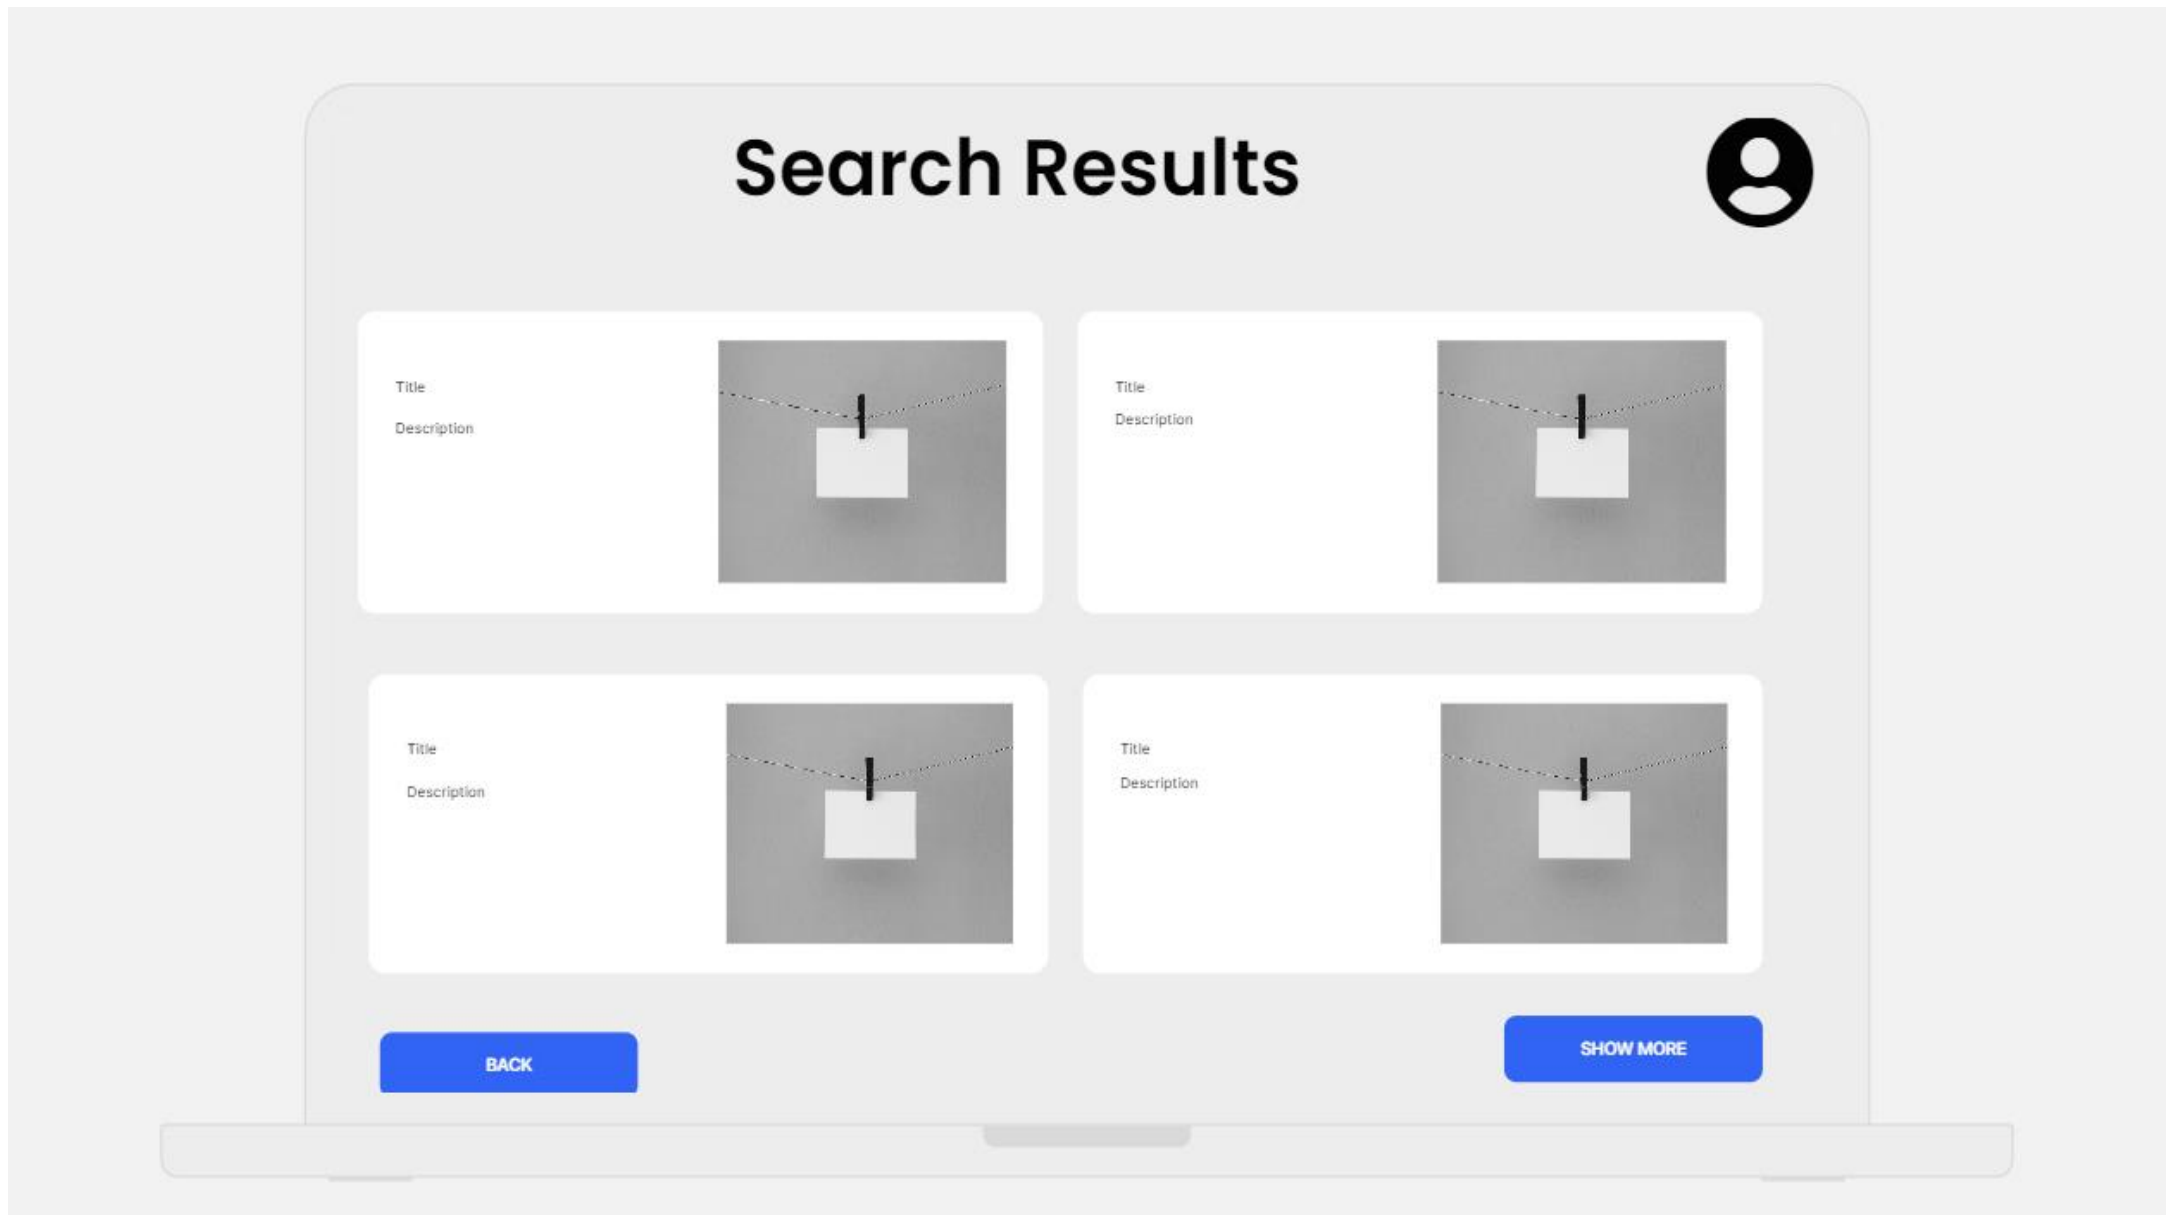 Search Results
Title
Description
Title
Description
Title
Description
Title
Description
BACK
SHOW MORE